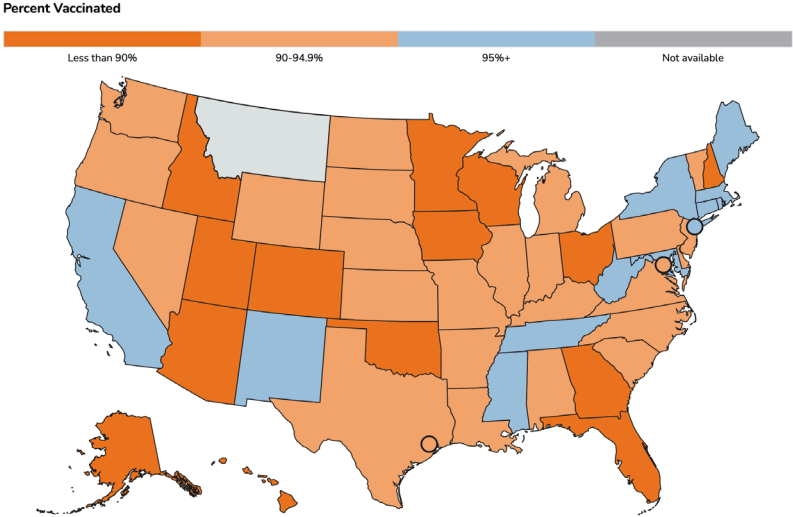 Percent Vaccinated
Less than 90% 90-94.9% 95%+ Not available